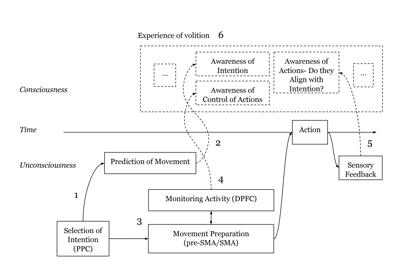 Experience of volition 6
...
Awareness of
Intention
Awareness of
Actions- Do they
Align with
Intention?
...
Awareness of
Control of Actions
Consciousness
Time
Action
Unconsciousness
Prediction of Movement
2
5
Sensory
Feedback
4
1
Monitoring Activity (DPFC)
3
Selection of
Intention
(PPC)
Movement Preparation
(pre-SMA/SMA)